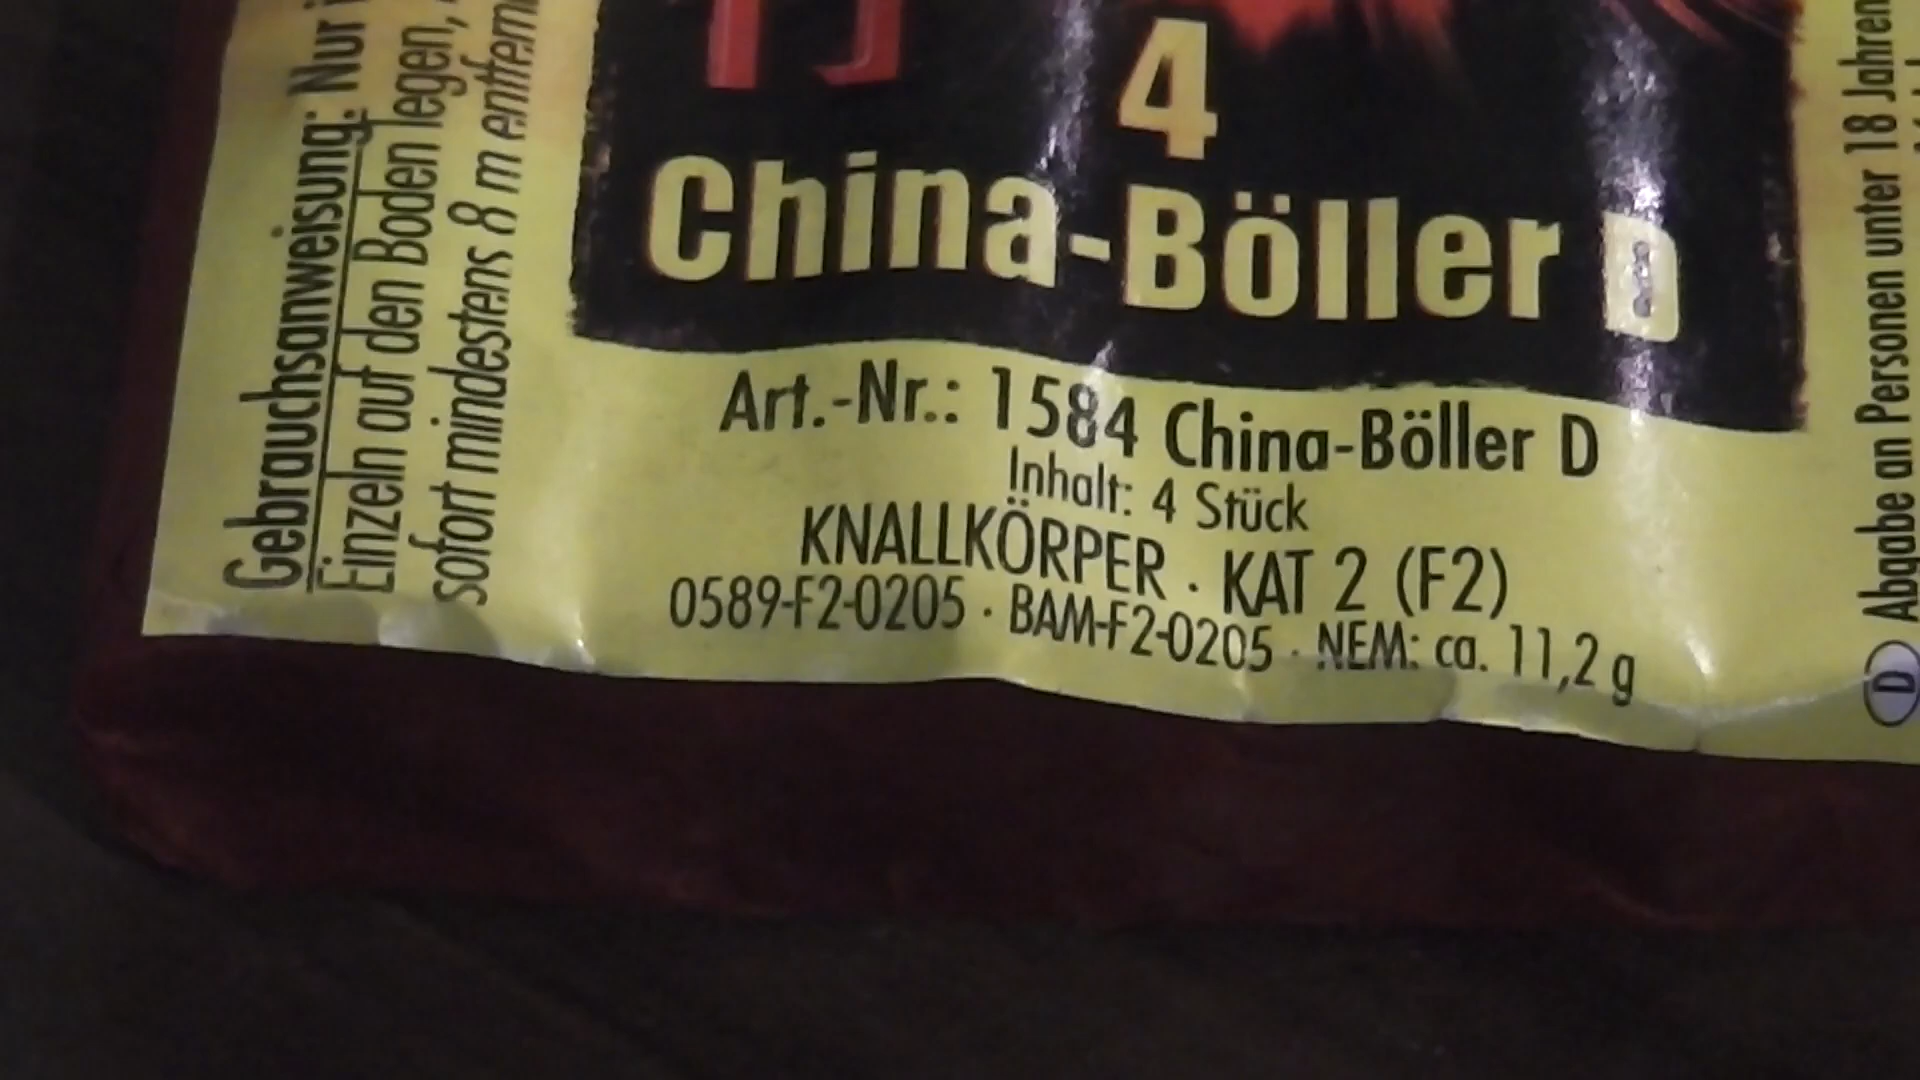 Gebrauchsanweisung: Nur
Einzeln auf den Boden legen,
sofort mindestens 8 m
4
China-Böller D
Art.-Nr.: 1584 China-Böller D
Inhalt: 4 Stück
KNALLKÖRPER · KAT 2 (F2)
0589-F2-0205 · BAM-F2-0205 · NEM: ca. 11,2 g
D Abgabe an Personen unter 18 Jahren